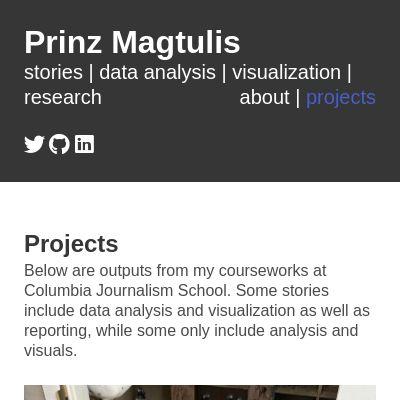 Prinz Magtulis
stories | data analysis | visualization |
research about | projects
Projects
Below are outputs from my courseworks at
Columbia Journalism School. Some stories
include data analysis and visualization as well as
reporting, while some only include analysis and
visuals.